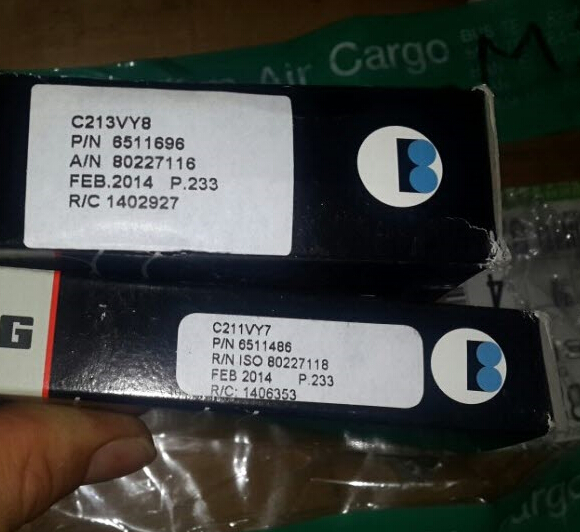 Air Cargo
M
C213VY8
P/N 6511696
A/N 80227116
FEB.2014 P.233
R/C 1402927
G
C211VY7
P/N 6511486
R/N ISO 80227118
FEB 2014 P.233
R/C: 1406353